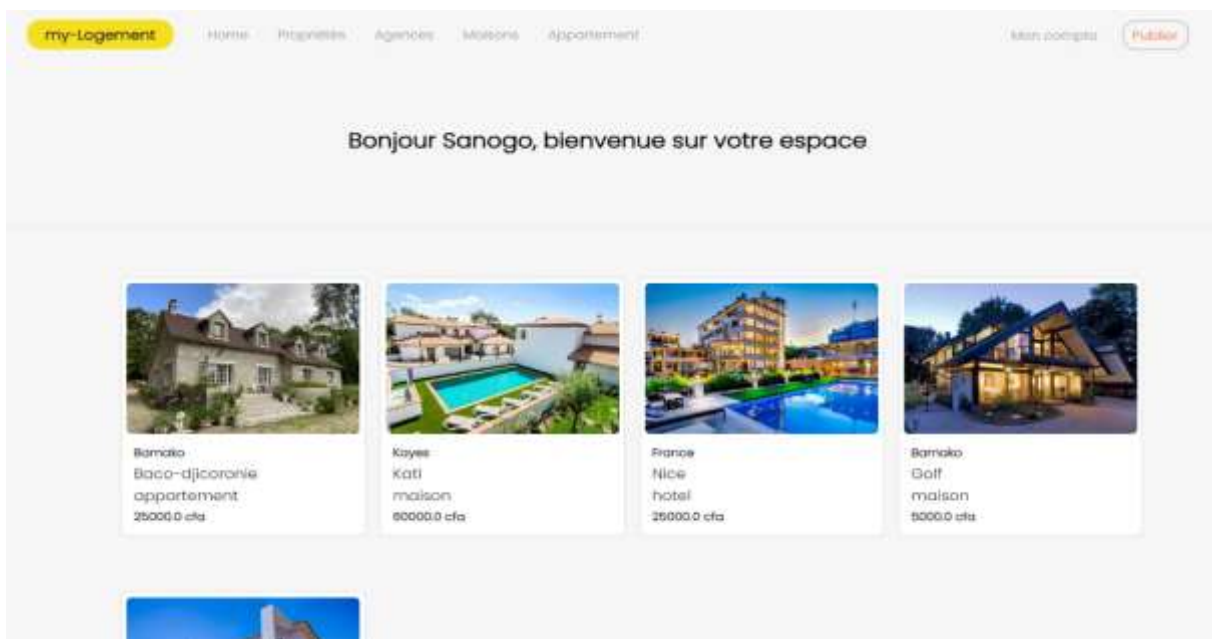 my-Logement Home Propriétés Agences Maisons Appartement Mon compte Publier
Bonjour Sanogo, bienvenue sur votre espace
Bamako
Baco-djicoronie
appartement
25000.0 cfa
Kayes
Kati
maison
60000.0 cfa
France
Nice
hotel
25000.0 cfa
Bamako
Golf
maison
5000.0 cfa